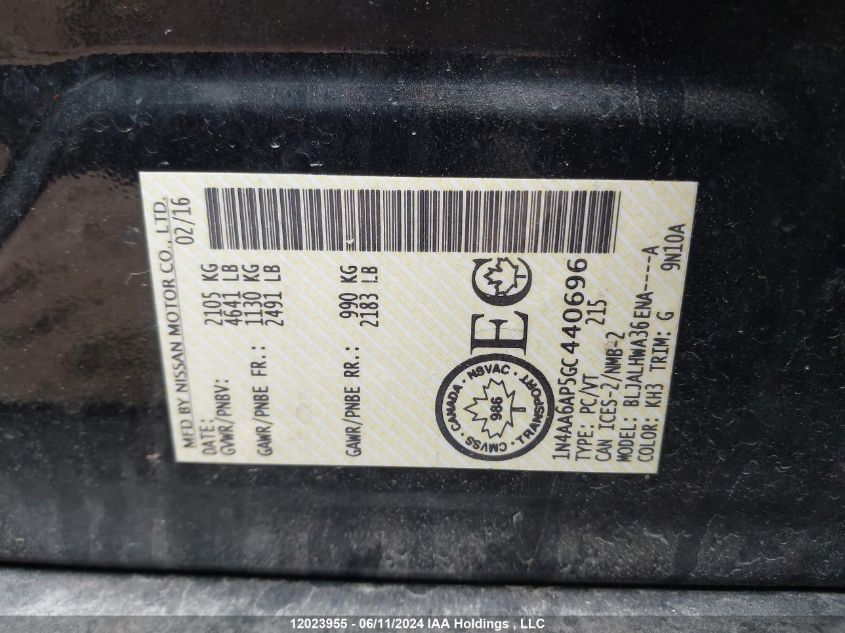 MFD BY NISSAN MOTOR CO., LTD.
DATE: 02/16
GVWR/PNBV: 2105 KG
4641 LB
GAWR/PNBE FR.: 1130 KG
2491 LB
GAWR/PNBE RR.: 990 KG
2183 LB
CANADA · NSVAC · TRANSPORT · CMVSS ·
986
EC
1N4AA6AP5GC440696
TYPE: PC/VT 215
CAN ICES-2/NMB-2
MODEL: BLJALHWA36ENA----A
COLOR: KH3 TRIM: G 9N10A
12023955 - 06/11/2024 IAA Holdings, LLC